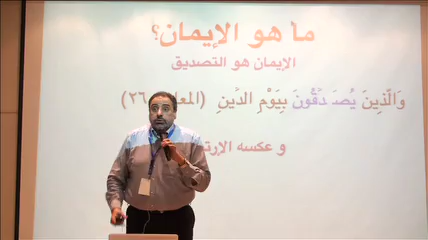 ما هو الإيمان؟
الإيمان هو التصديق
وَالَّذِينَ يُصَدِّقُونَ بِيَوْمِ الدِّينِ (٢٦
و عكسه